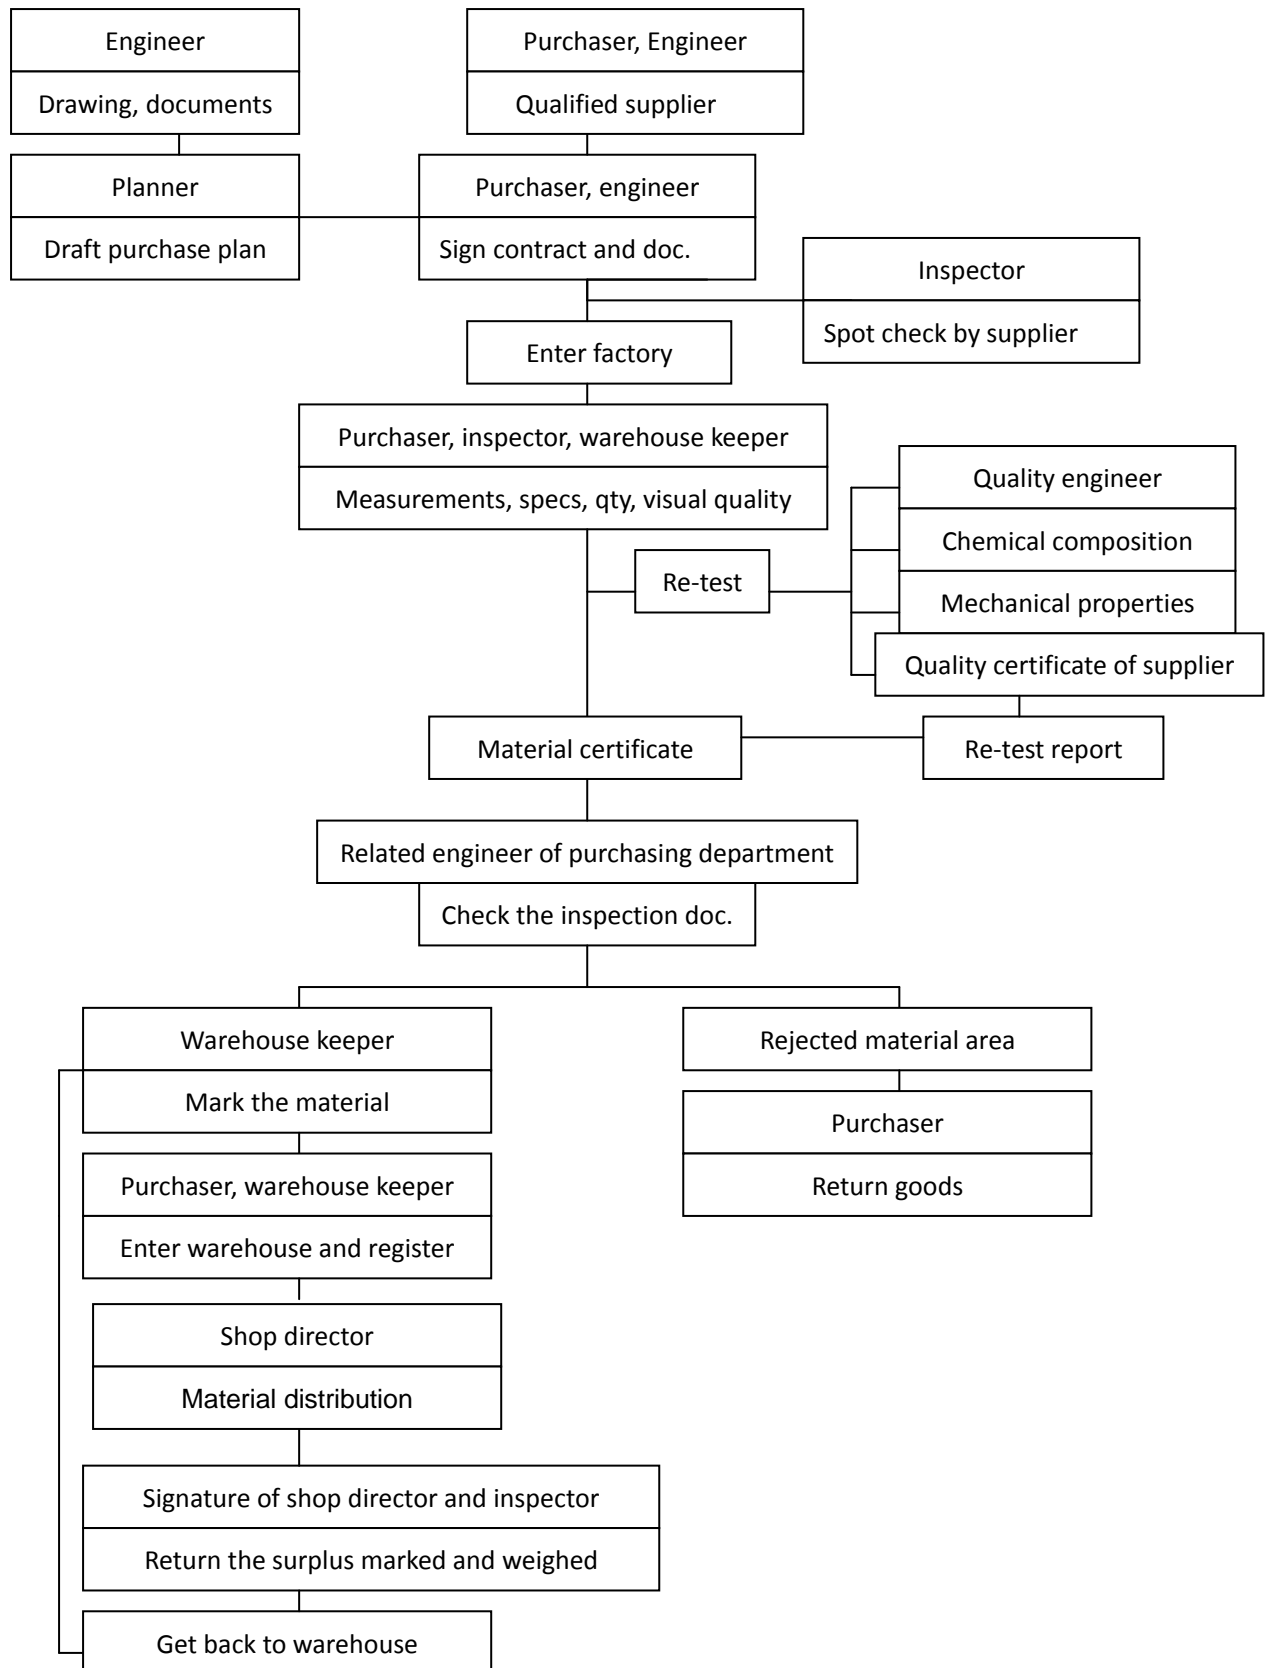 Engineer
Drawing, documents
Purchaser, Engineer
Qualified supplier
Planner
Draft purchase plan
Purchaser, engineer
Sign contract and doc.
Inspector
Spot check by supplier
Enter factory
Purchaser, inspector, warehouse keeper
Measurements, specs, qty, visual quality
Re-test
Quality engineer
Chemical composition
Mechanical properties
Quality certificate of supplier
Material certificate
Re-test report
Related engineer of purchasing department
Check the inspection doc.
Warehouse keeper
Mark the material
Rejected material area
Purchaser
Return goods
Purchaser, warehouse keeper
Enter warehouse and register
Shop director
Material distribution
Signature of shop director and inspector
Return the surplus marked and weighed
Get back to warehouse